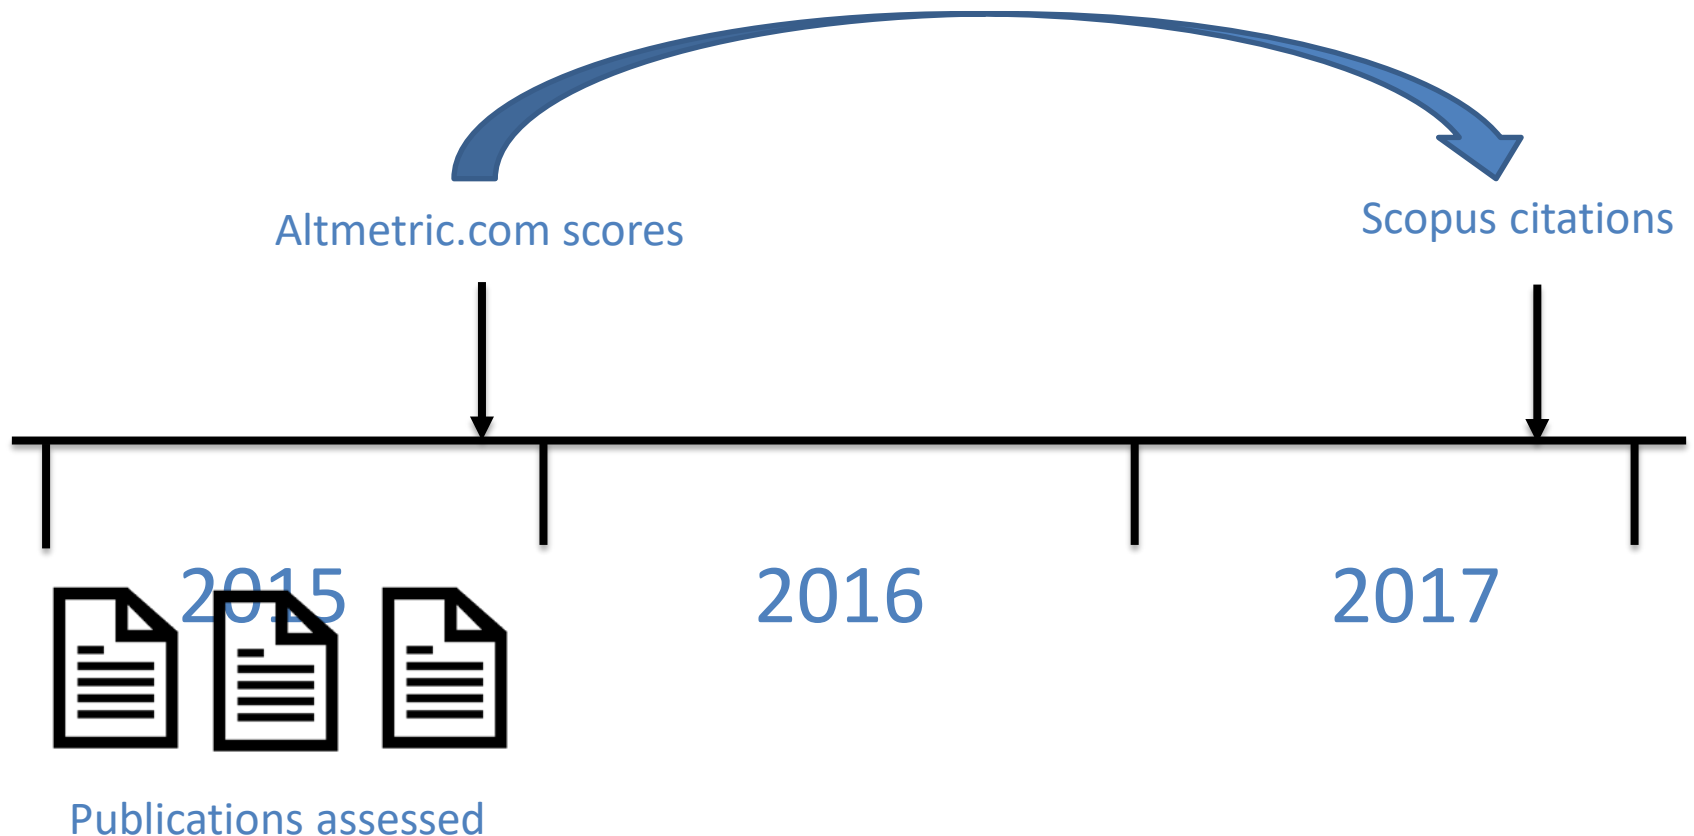 Altmetric.com scores
Scopus citations
2015
2016
2017
Publications assessed